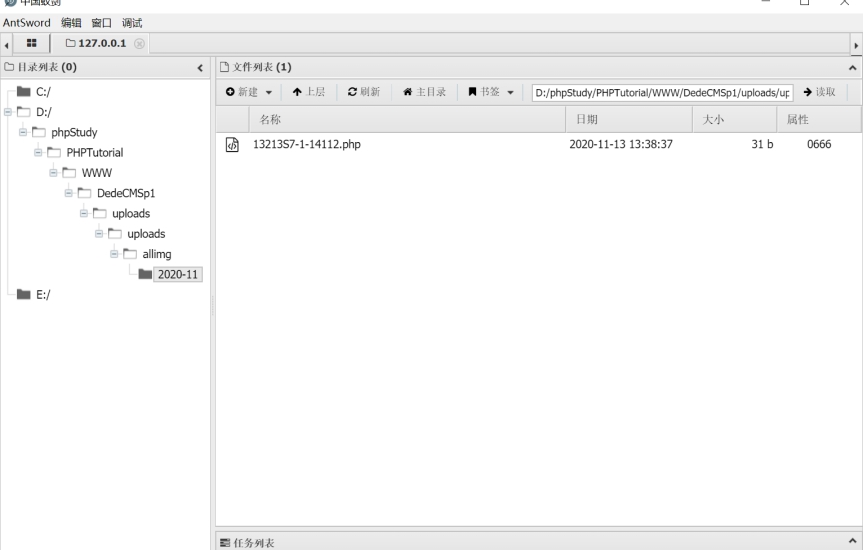 中国蚁剑
AntSword 编辑 窗口 调试
127.0.0.1
目录列表 (0)
文件列表 (1)
新建 上层 刷新 主目录 书签 D:/phpStudy/PHPTutorial/WWW/DedeCMSp1/uploads/up 读取
名称 日期 大小 属性
13213S7-1-14112.php 2020-11-13 13:38:37 31 b 0666
C:/
D:/
phpStudy
PHPTutorial
WWW
DedeCMSp1
uploads
uploads
allimg
2020-11
E:/
任务列表